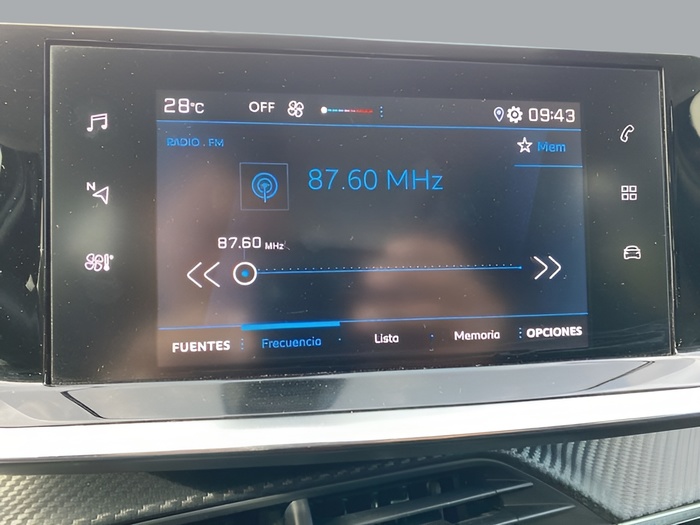 28°C OFF 09:43
RADIO . FM
Mem
87.60 MHz
87.60 MHz
N
FUENTES Frecuencia Lista Memoria OPCIONES